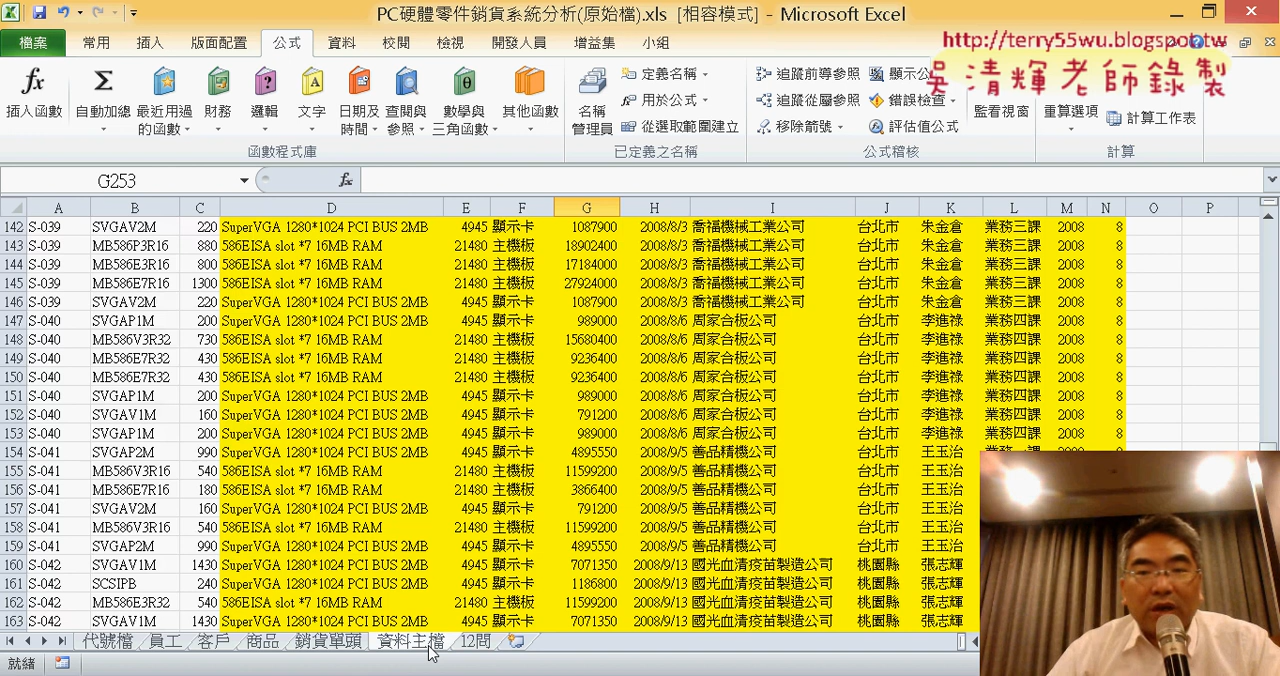 PC硬體零件銷貨系統分析(原始檔).xls [相容模式] - Microsoft Excel
檔案 常用 插入 版面配置 公式 資料 校閱 檢視 開發人員 增益集 小組
http://terry55wu.blogspot.tw
吳清輝老師錄製
fx Σ θ
插入函數 自動加總 最近用過的函數 財務 邏輯 文字 日期及時間 查閱與參照 數學與三角函數 其他函數
名稱管理員 定義名稱 用於公式 從選取範圍建立
追蹤前導參照 追蹤從屬參照 移除箭號 錯誤檢查 評估值公式 監看視窗
重算選項 計算工作表
函數程式庫 已定義之名稱 公式稽核 計算
G253 fx
A B C D E F G H I J K L M N O P
142 S-039 SVGAV2M 220 SuperVGA 1280*1024 PCI BUS 2MB 4945 顯示卡 1087900 2008/8/3 喬福機械工業公司 台北市 朱金倉 業務三課 2008 8
143 S-039 MB586P3R16 880 586EISA slot *7 16MB RAM 21480 主機板 18902400 2008/8/3 喬福機械工業公司 台北市 朱金倉 業務三課 2008 8
144 S-039 MB586E3R16 800 586EISA slot *7 16MB RAM 21480 主機板 17184000 2008/8/3 喬福機械工業公司 台北市 朱金倉 業務三課 2008 8
145 S-039 MB586E7R16 1300 586EISA slot *7 16MB RAM 21480 主機板 27924000 2008/8/3 喬福機械工業公司 台北市 朱金倉 業務三課 2008 8
146 S-039 SVGAV2M 220 SuperVGA 1280*1024 PCI BUS 2MB 4945 顯示卡 1087900 2008/8/3 喬福機械工業公司 台北市 朱金倉 業務三課 2008 8
147 S-040 SVGAP1M 200 SuperVGA 1280*1024 PCI BUS 2MB 4945 顯示卡 989000 2008/8/6 周家合板公司 台北市 李進祿 業務四課 2008 8
148 S-040 MB586V3R32 730 586EISA slot *7 16MB RAM 21480 主機板 15680400 2008/8/6 周家合板公司 台北市 李進祿 業務四課 2008 8
149 S-040 MB586E7R32 430 586EISA slot *7 16MB RAM 21480 主機板 9236400 2008/8/6 周家合板公司 台北市 李進祿 業務四課 2008 8
150 S-040 MB586E7R32 430 586EISA slot *7 16MB RAM 21480 主機板 9236400 2008/8/6 周家合板公司 台北市 李進祿 業務四課 2008 8
151 S-040 SVGAP1M 200 SuperVGA 1280*1024 PCI BUS 2MB 4945 顯示卡 989000 2008/8/6 周家合板公司 台北市 李進祿 業務四課 2008 8
152 S-040 SVGAV1M 160 SuperVGA 1280*1024 PCI BUS 2MB 4945 顯示卡 791200 2008/8/6 周家合板公司 台北市 李進祿 業務四課 2008 8
153 S-040 SVGAP1M 200 SuperVGA 1280*1024 PCI BUS 2MB 4945 顯示卡 989000 2008/8/6 周家合板公司 台北市 李進祿 業務四課 2008 8
154 S-041 SVGAP2M 990 SuperVGA 1280*1024 PCI BUS 2MB 4945 顯示卡 4895550 2008/9/5 善品精機公司 台北市 王玉治
155 S-041 MB586V3R16 540 586EISA slot *7 16MB RAM 21480 主機板 11599200 2008/9/5 善品精機公司 台北市 王玉治
156 S-041 MB586E7R16 180 586EISA slot *7 16MB RAM 21480 主機板 3866400 2008/9/5 善品精機公司 台北市 王玉治
157 S-041 SVGAV2M 160 SuperVGA 1280*1024 PCI BUS 2MB 4945 顯示卡 791200 2008/9/5 善品精機公司 台北市 王玉治
158 S-041 MB586V3R16 540 586EISA slot *7 16MB RAM 21480 主機板 11599200 2008/9/5 善品精機公司 台北市 王玉治
159 S-041 SVGAP2M 990 SuperVGA 1280*1024 PCI BUS 2MB 4945 顯示卡 4895550 2008/9/5 善品精機公司 台北市 王玉治
160 S-042 SVGAV1M 1430 SuperVGA 1280*1024 PCI BUS 2MB 4945 顯示卡 7071350 2008/9/13 國光血清疫苗製造公司 桃園縣 張志輝
161 S-042 SCSIPB 240 SuperVGA 1280*1024 PCI BUS 2MB 4945 顯示卡 1186800 2008/9/13 國光血清疫苗製造公司 桃園縣 張志輝
162 S-042 MB586E3R32 540 586EISA slot *7 16MB RAM 21480 主機板 11599200 2008/9/13 國光血清疫苗製造公司 桃園縣 張志輝
163 S-042 SVGAV1M 1430 SuperVGA 1280*1024 PCI BUS 2MB 4945 顯示卡 7071350 2008/9/13 國光血清疫苗製造公司 桃園縣 張志輝
代號檔 員工 客戶 商品 銷貨單頭 資料主檔 12問
就緒